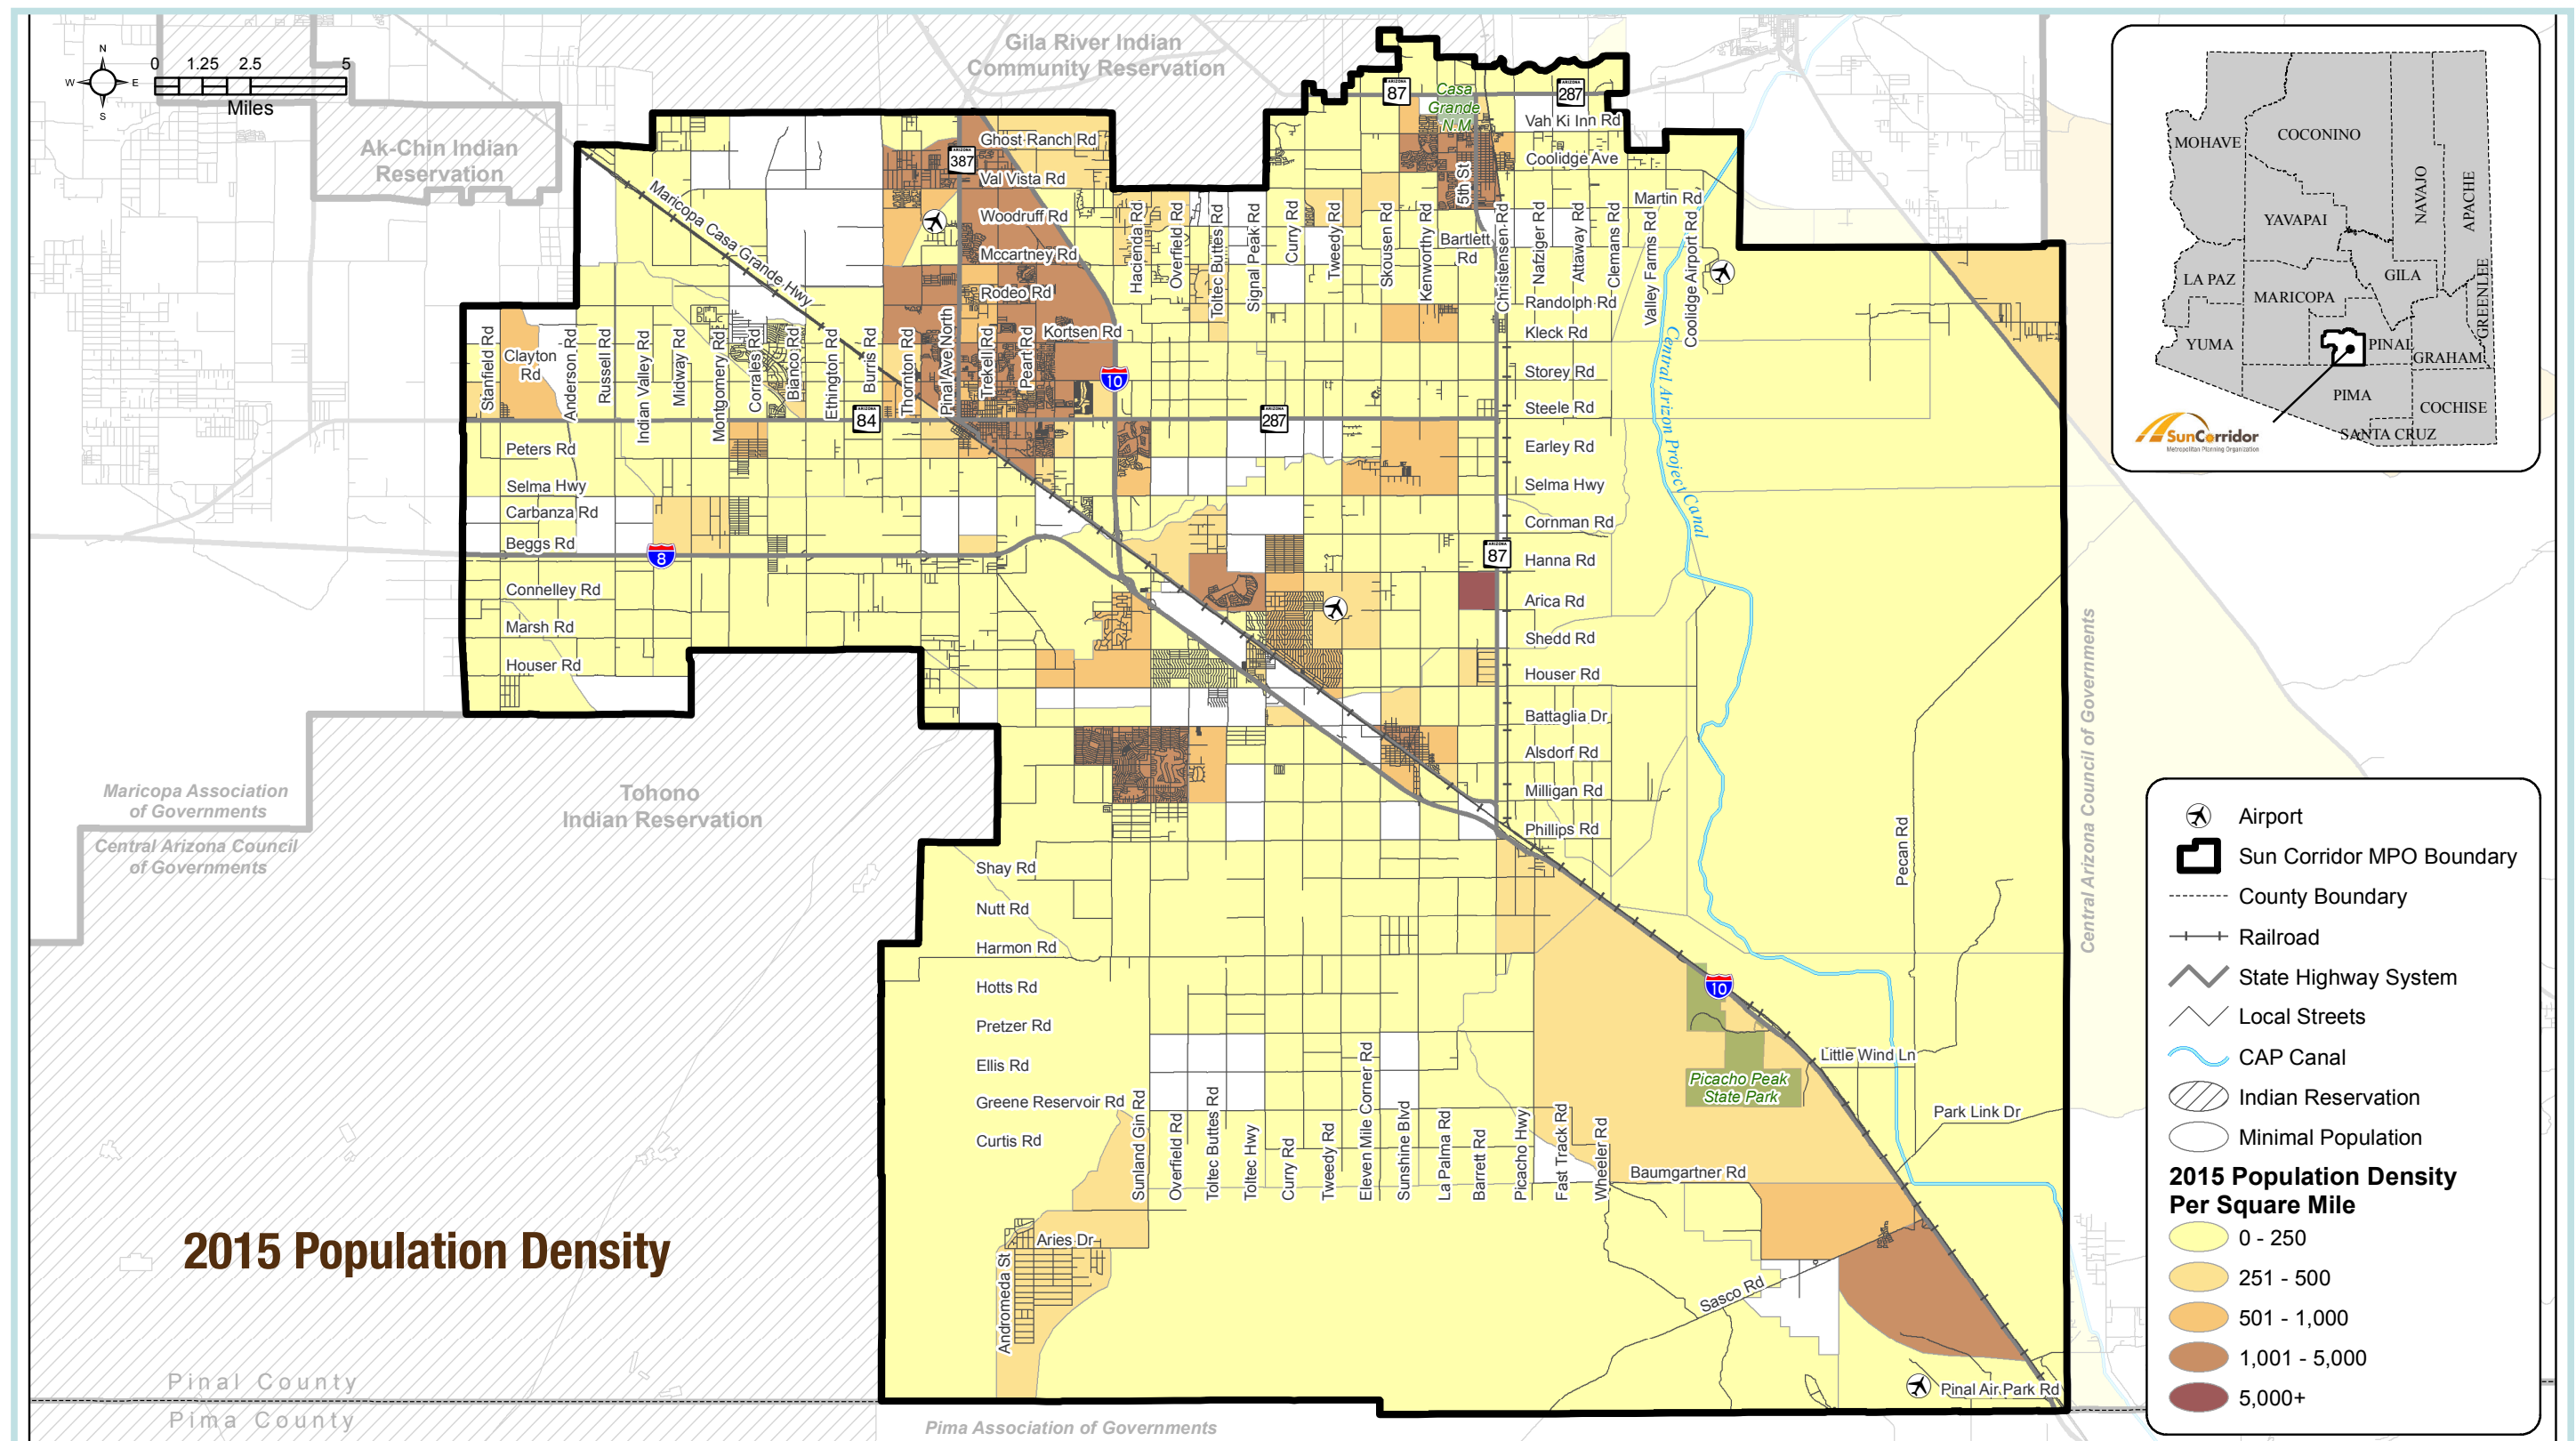 N
W
E
S
0
1.25
2.5
5
Miles
Gila River Indian
Community Reservation
Ak-Chin Indian
Reservation
ARIZONA
87
Casa
Grande
N.M.
ARIZONA
287
Vah Ki Inn Rd
Ghost Ranch Rd
ARIZONA
387
Coolidge Ave
Val Vista Rd
5th St
Maricopa Casa Grande Hwy
Martin Rd
Woodruff Rd
Mccartney Rd
Rodeo Rd
Kortsen Rd
Hacienda Rd
Overfield Rd
Toltec Buttes Rd
Signal Peak Rd
Curry Rd
Tweedy Rd
Skousen Rd
Kenworthy Rd
Bartlett
Rd
Christensen Rd
Nafziger Rd
Attaway Rd
Clemans Rd
Valley Farms Rd
Coolidge Airport Rd
Randolph Rd
Kleck Rd
Storey Rd
Steele Rd
Earley Rd
Selma Hwy
Cornman Rd
Hanna Rd
Arica Rd
Shedd Rd
Houser Rd
Battaglia Dr
Alsdorf Rd
Milligan Rd
Phillips Rd
Central Arizona Project Canal
Stanfield Rd
Clayton
Rd
Anderson Rd
Russell Rd
Indian Valley Rd
Midway Rd
Montgomery Rd
Corrales Rd
Bianco Rd
Ethington Rd
Burris Rd
Thornton Rd
Pinal Ave North
Trekell Rd
Peart Rd
10
ARIZONA
84
ARIZONA
287
Peters Rd
Selma Hwy
Carbanza Rd
Beggs Rd
8
ARIZONA
87
Connelley Rd
Marsh Rd
Houser Rd
Maricopa Association
of Governments
Central Arizona Council
of Governments
Tohono
Indian Reservation
Central Arizona Council of Governments
Shay Rd
Nutt Rd
Harmon Rd
Hotts Rd
Pretzer Rd
Ellis Rd
Greene Reservoir Rd
Curtis Rd
Pecan Rd
10
Little Wind Ln
Picacho Peak
State Park
Park Link Dr
Sunland Gin Rd
Overfield Rd
Toltec Buttes Rd
Toltec Hwy
Curry Rd
Tweedy Rd
Eleven Mile Corner Rd
Sunshine Blvd
La Palma Rd
Barrett Rd
Picacho Hwy
Fast Track Rd
Wheeler Rd
Baumgartner Rd
Aries Dr
Andromeda St
Sasco Rd
Pinal Air Park Rd
2015 Population Density
Pinal County
Pima County
Pima Association of Governments
MOHAVE
COCONINO
NAVAJO
APACHE
YAVAPAI
LA PAZ
GILA
GREENLEE
MARICOPA
YUMA
PINAL
GRAHAM
PIMA
COCHISE
SANTA CRUZ
SunCorridor
Metropolitan Planning Organization
Airport
Sun Corridor MPO Boundary
County Boundary
Railroad
State Highway System
Local Streets
CAP Canal
Indian Reservation
Minimal Population
2015 Population Density
Per Square Mile
0 - 250
251 - 500
501 - 1,000
1,001 - 5,000
5,000+